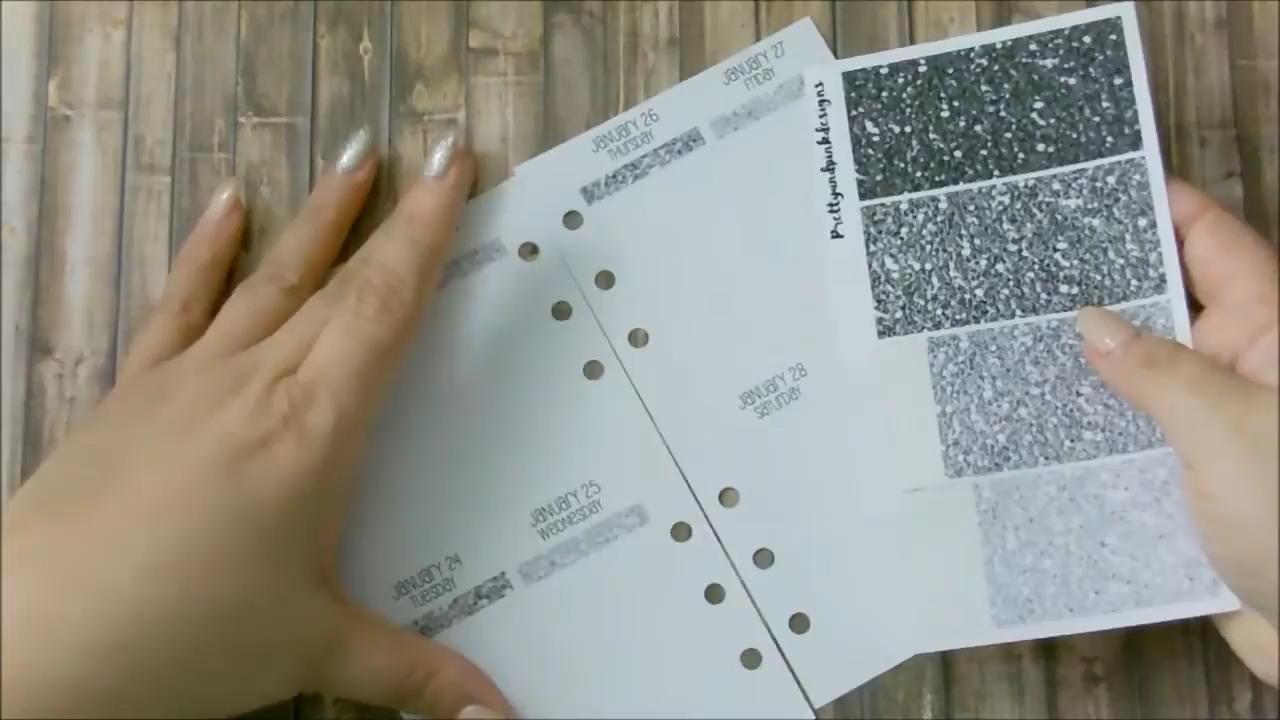 January 24
Tuesday
January 25
Wednesday
January 26
Thursday
January 27
Friday
January 28
Saturday
Prettyandpinkdesigns